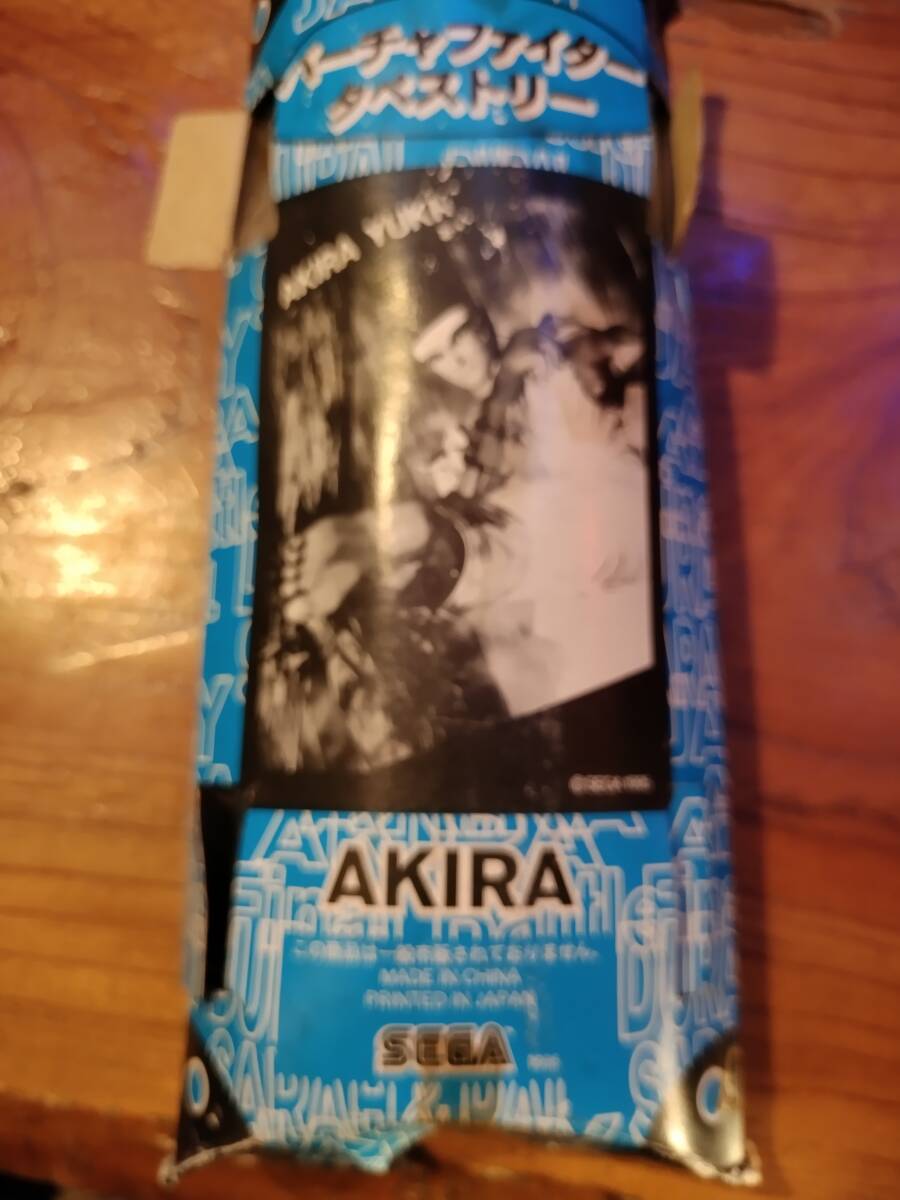 バーチャファイター
タペストリー
AKIRA YUKI
© SEGA
AKIRA
この商品は一般市販されておりません。
MADE IN CHINA
PRINTED IN JAPAN
SEGA
SARAH